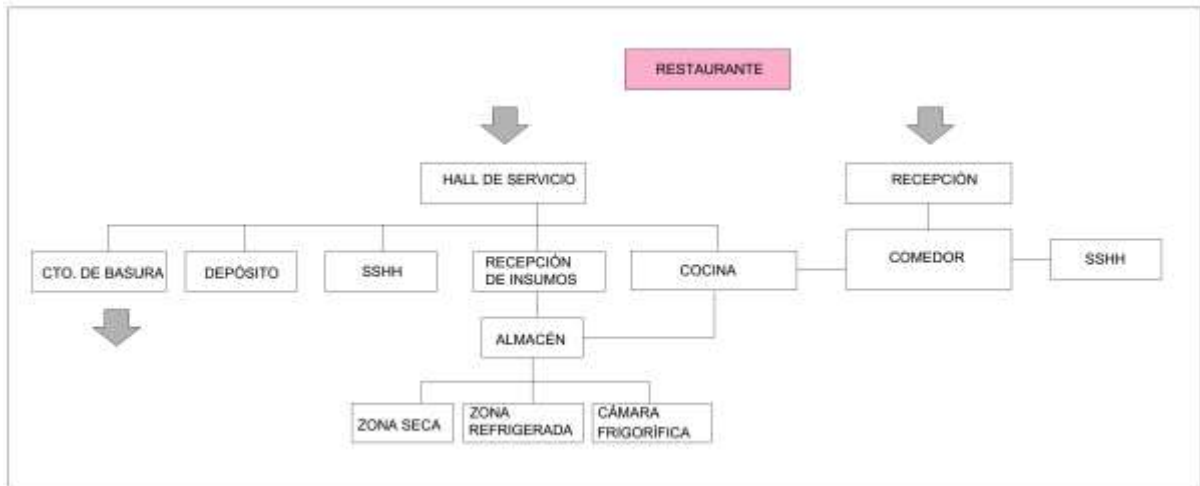 RESTAURANTE
HALL DE SERVICIO
RECEPCIÓN
CTO. DE BASURA
DEPÓSITO
SSHH
RECEPCIÓN
DE INSUMOS
COCINA
COMEDOR
SSHH
ALMACÉN
ZONA SECA
ZONA
REFRIGERADA
CÁMARA
FRIGORÍFICA